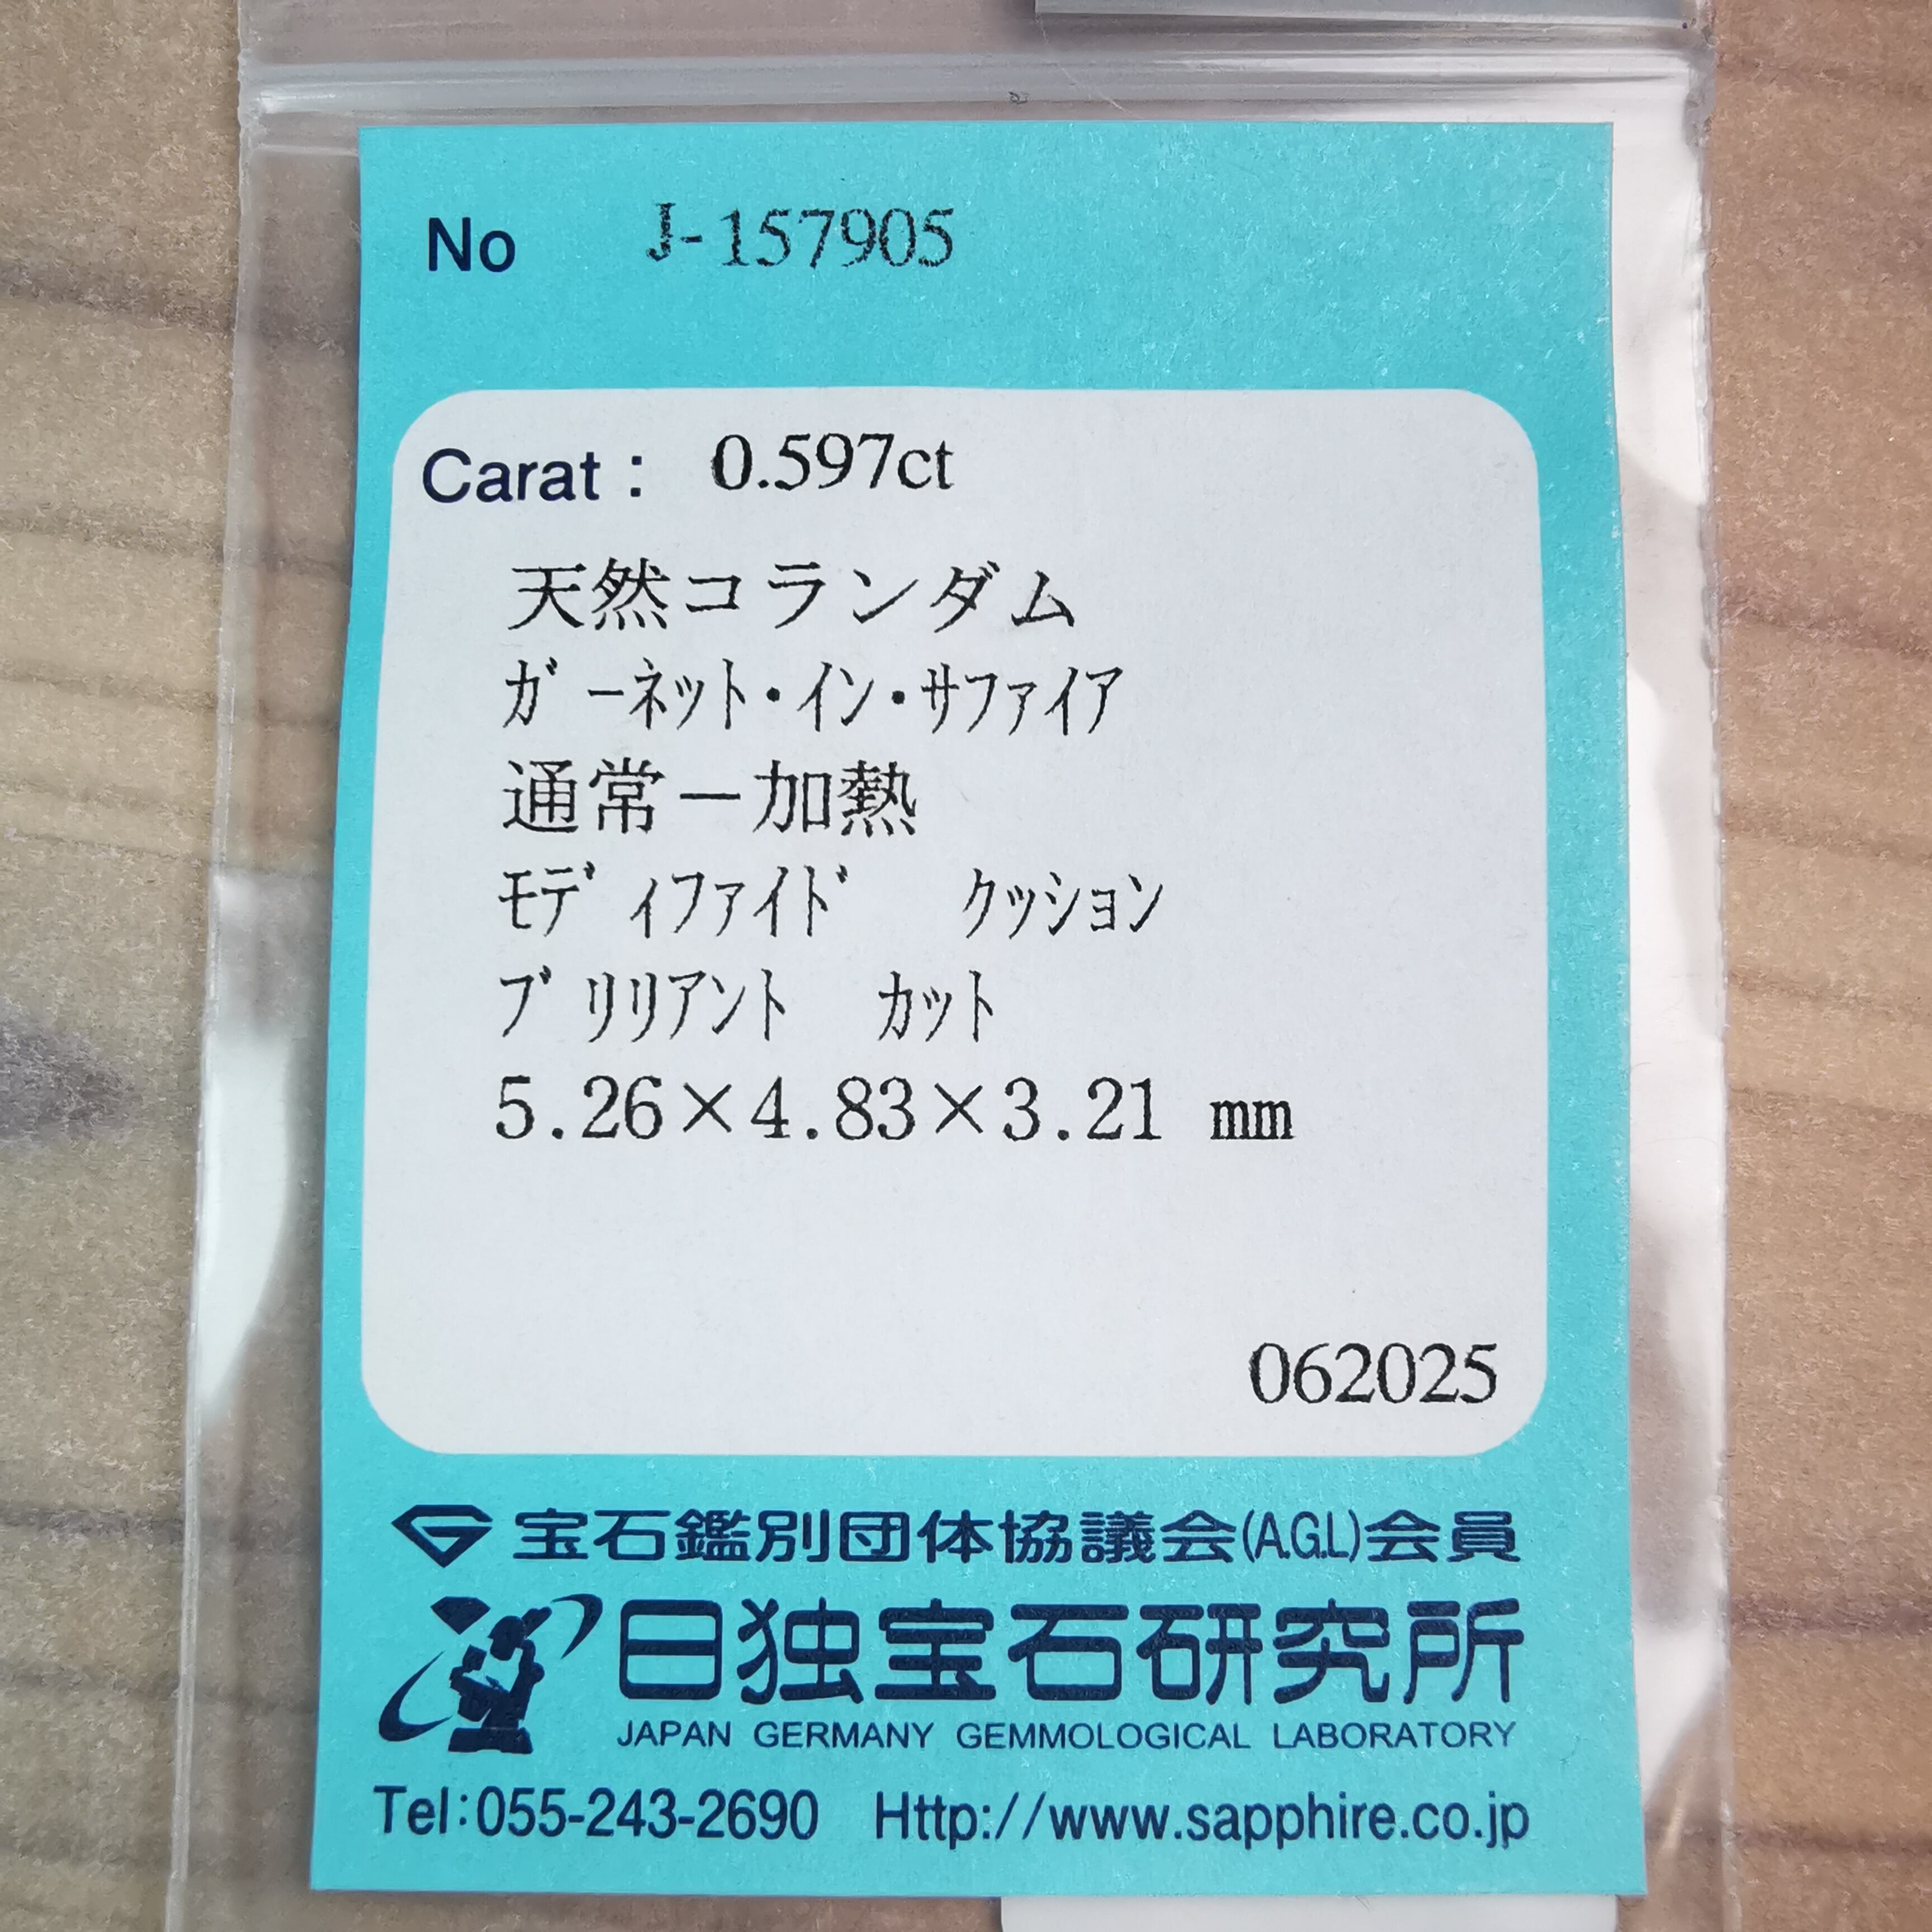 No J-157905
Carat: 0.597ct
天然コランダム
ガーネット・イン・サファイア
通常－加熱
モディファイド クッション
ブリリアント カット
5.26×4.83×3.21 mm
062025
宝石鑑別団体協議会(A.G.L)会員
日独宝石研究所
JAPAN GERMANY GEMMOLOGICAL LABORATORY
Tel:055-243-2690 Http://www.sapphire.co.jp